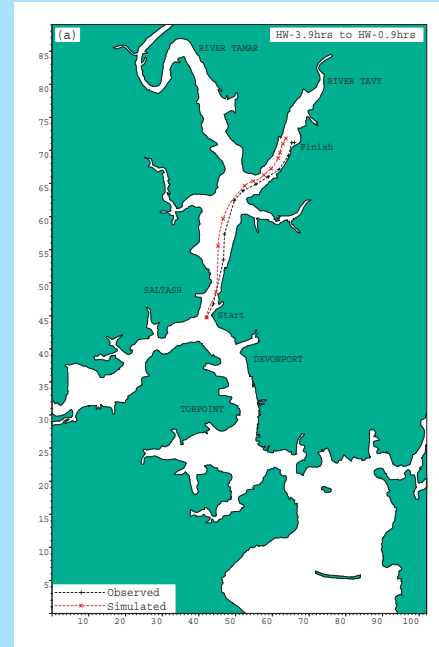 (a)
HW-3.9hrs to HW-0.9hrs
RIVER TAMAR
RIVER TAVY
Finish
SALTASH
Start
DEVONPORT
TORPOINT
Observed
Simulated
85
80
75
70
65
60
55
50
45
40
35
30
25
20
15
10
5
10 20 30 40 50 60 70 80 90 100